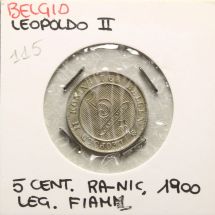 BELGIO
LEOPOLDO II
115
5 CENT. RA-NIC, 1900
LEG. FIAMM